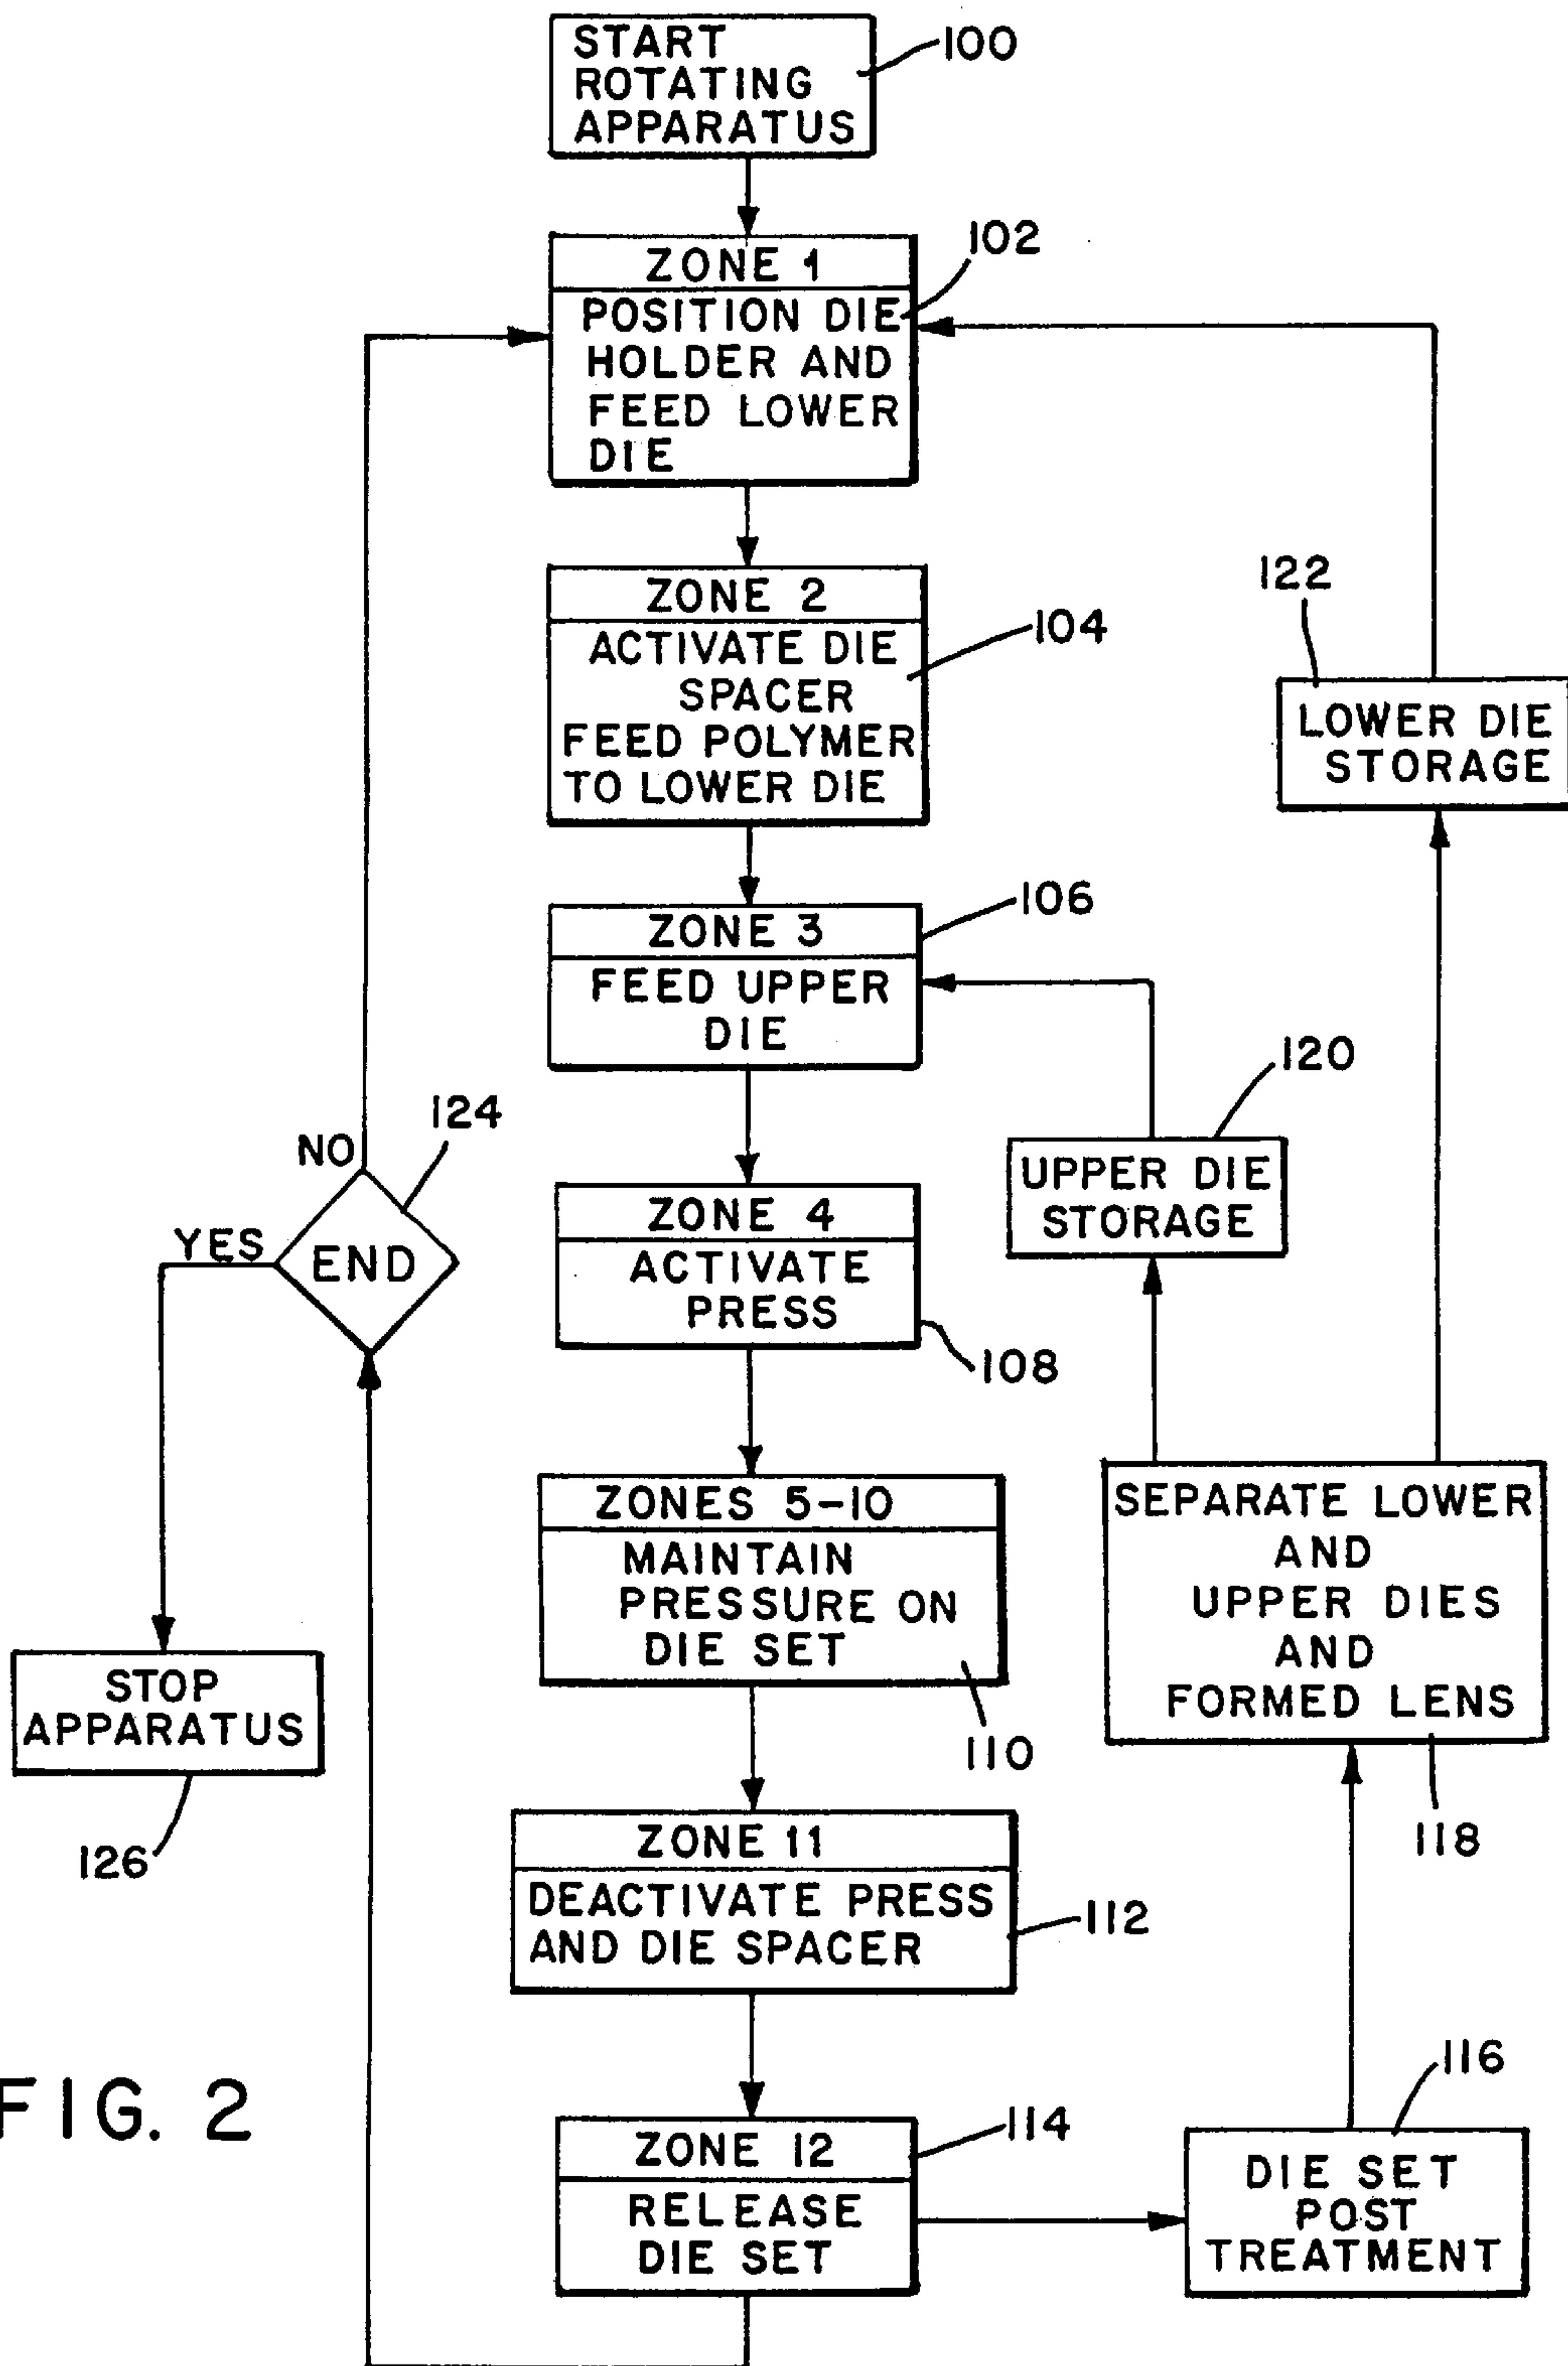 START
ROTATING
APPARATUS
100
ZONE 1
POSITION DIE
HOLDER AND
FEED LOWER
DIE
102
ZONE 2
ACTIVATE DIE
SPACER
FEED POLYMER
TO LOWER DIE
104
122
LOWER DIE
STORAGE
ZONE 3
FEED UPPER
DIE
106
120
UPPER DIE
STORAGE
124
NO
YES
END
ZONE 4
ACTIVATE
PRESS
108
ZONES 5-10
MAINTAIN
PRESSURE ON
DIE SET
110
SEPARATE LOWER
AND
UPPER DIES
AND
FORMED LENS
118
STOP
APPARATUS
126
ZONE 11
DEACTIVATE PRESS
AND DIE SPACER
112
ZONE 12
RELEASE
DIE SET
114
116
DIE SET
POST
TREATMENT
FIG. 2